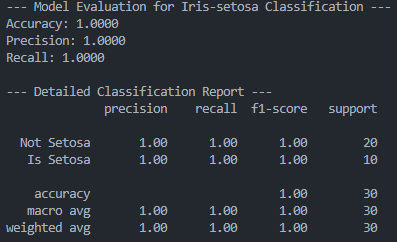 --- Model Evaluation for Iris-setosa Classification ---
Accuracy: 1.0000
Precision: 1.0000
Recall: 1.0000
--- Detailed Classification Report ---
precision recall f1-score support
Not Setosa 1.00 1.00 1.00 20
Is Setosa 1.00 1.00 1.00 10
accuracy 1.00 30
macro avg 1.00 1.00 1.00 30
weighted avg 1.00 1.00 1.00 30